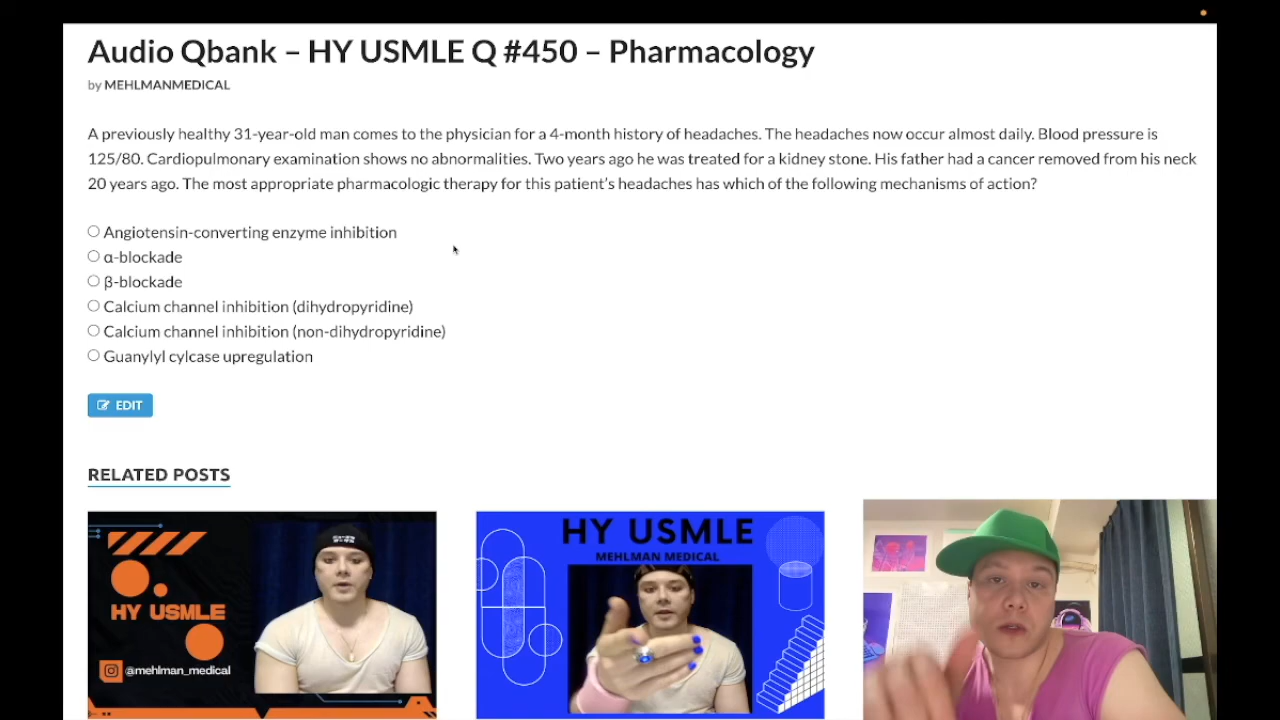 Audio Qbank – HY USMLE Q #450 – Pharmacology
by MEHLMANMEDICAL
A previously healthy 31-year-old man comes to the physician for a 4-month history of headaches. The headaches now occur almost daily. Blood pressure is
125/80. Cardiopulmonary examination shows no abnormalities. Two years ago he was treated for a kidney stone. His father had a cancer removed from his neck
20 years ago. The most appropriate pharmacologic therapy for this patient's headaches has which of the following mechanisms of action?
Angiotensin-converting enzyme inhibition
α-blockade
β-blockade
Calcium channel inhibition (dihydropyridine)
Calcium channel inhibition (non-dihydropyridine)
Guanylyl cylcase upregulation
EDIT
RELATED POSTS
HY USMLE
@mehlman_medical
HY USMLE
MEHLMAN MEDICAL